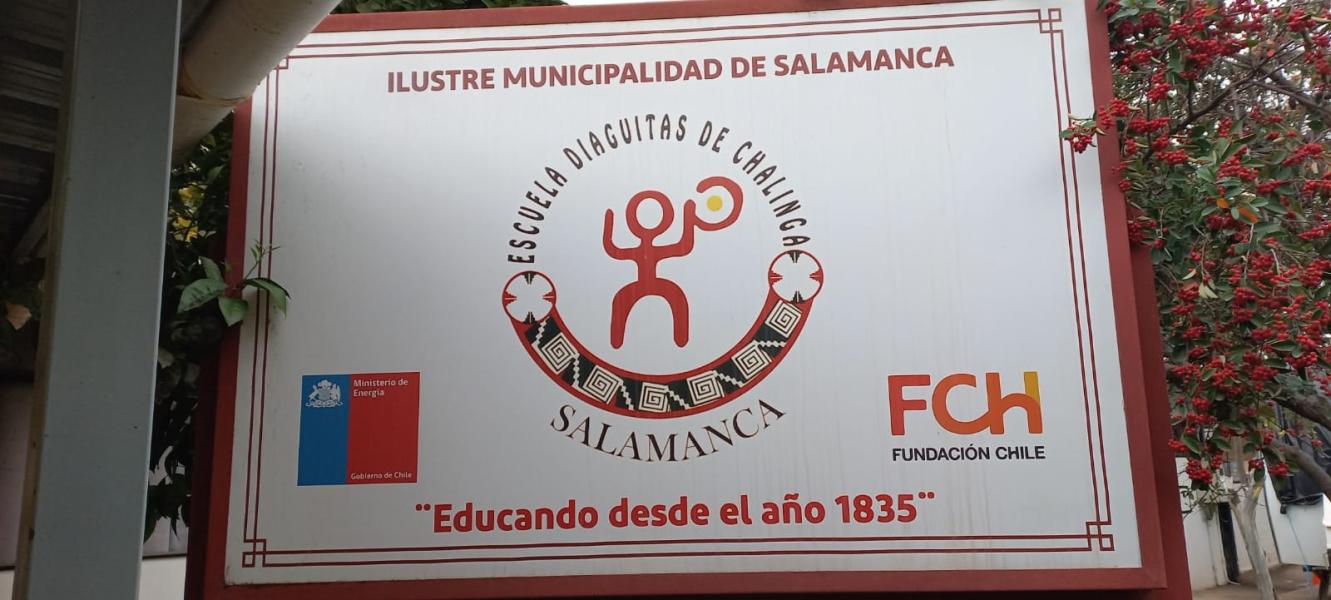 ILUSTRE MUNICIPALIDAD DE SALAMANCA
ESCUELA DIAGUITAS DE CHALINGA
SALAMANCA
Ministerio de
Energía
Gobierno de Chile
FCH
FUNDACIÓN CHILE
¨Educando desde el año 1835¨